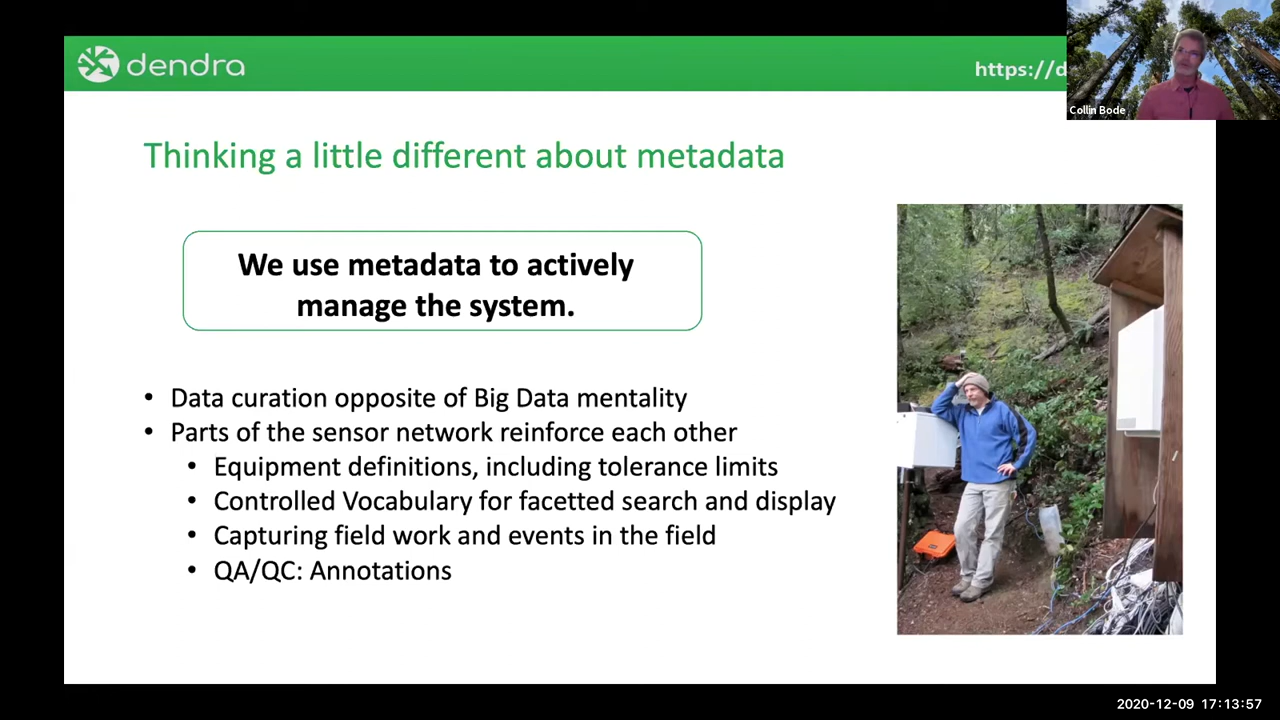 dendra
https://d
Collin Bode
Thinking a little different about metadata
We use metadata to actively
manage the system.
• Data curation opposite of Big Data mentality
• Parts of the sensor network reinforce each other
• Equipment definitions, including tolerance limits
• Controlled Vocabulary for facetted search and display
• Capturing field work and events in the field
• QA/QC: Annotations
2020-12-09 17:13:57